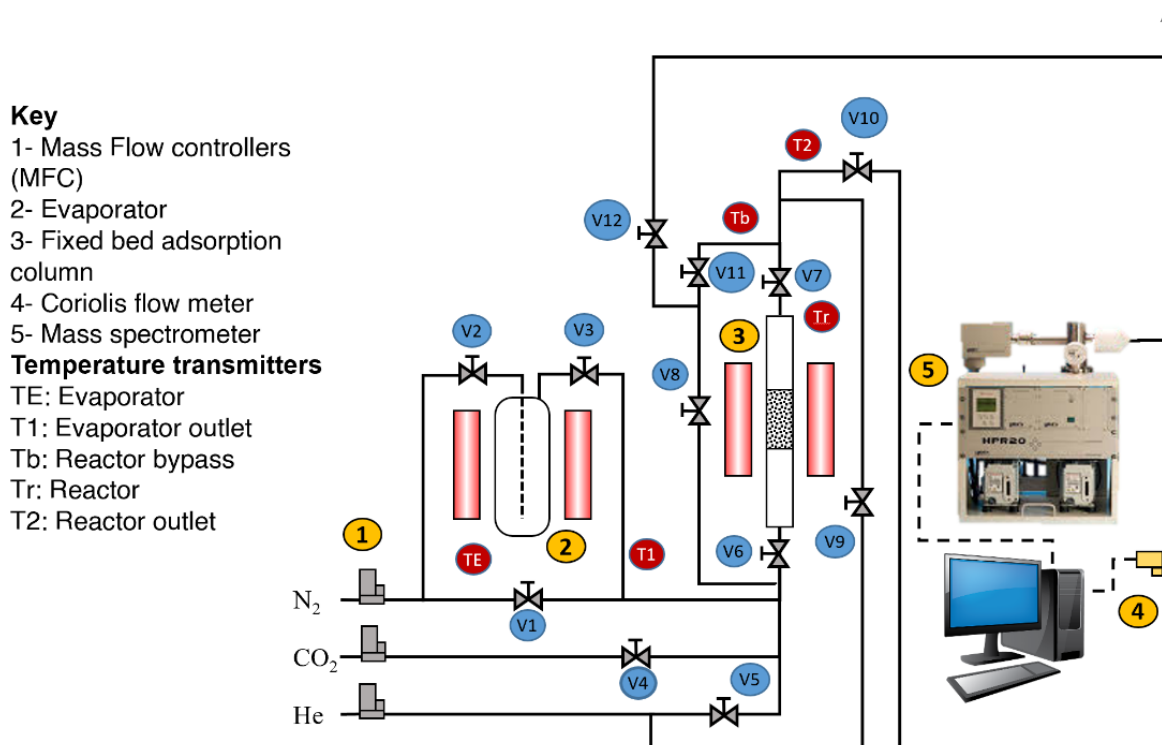 Key
1- Mass Flow controllers
(MFC)
2- Evaporator
3- Fixed bed adsorption
column
4- Coriolis flow meter
5- Mass spectrometer
Temperature transmitters
TE: Evaporator
T1: Evaporator outlet
Tb: Reactor bypass
Tr: Reactor
T2: Reactor outlet
V10
T2
V12
Tb
V11
V7
Tr
3
V2
V3
V8
5
HPR20
1
TE
2
T1
V6
V9
N2
V1
4
CO2
V4
V5
He